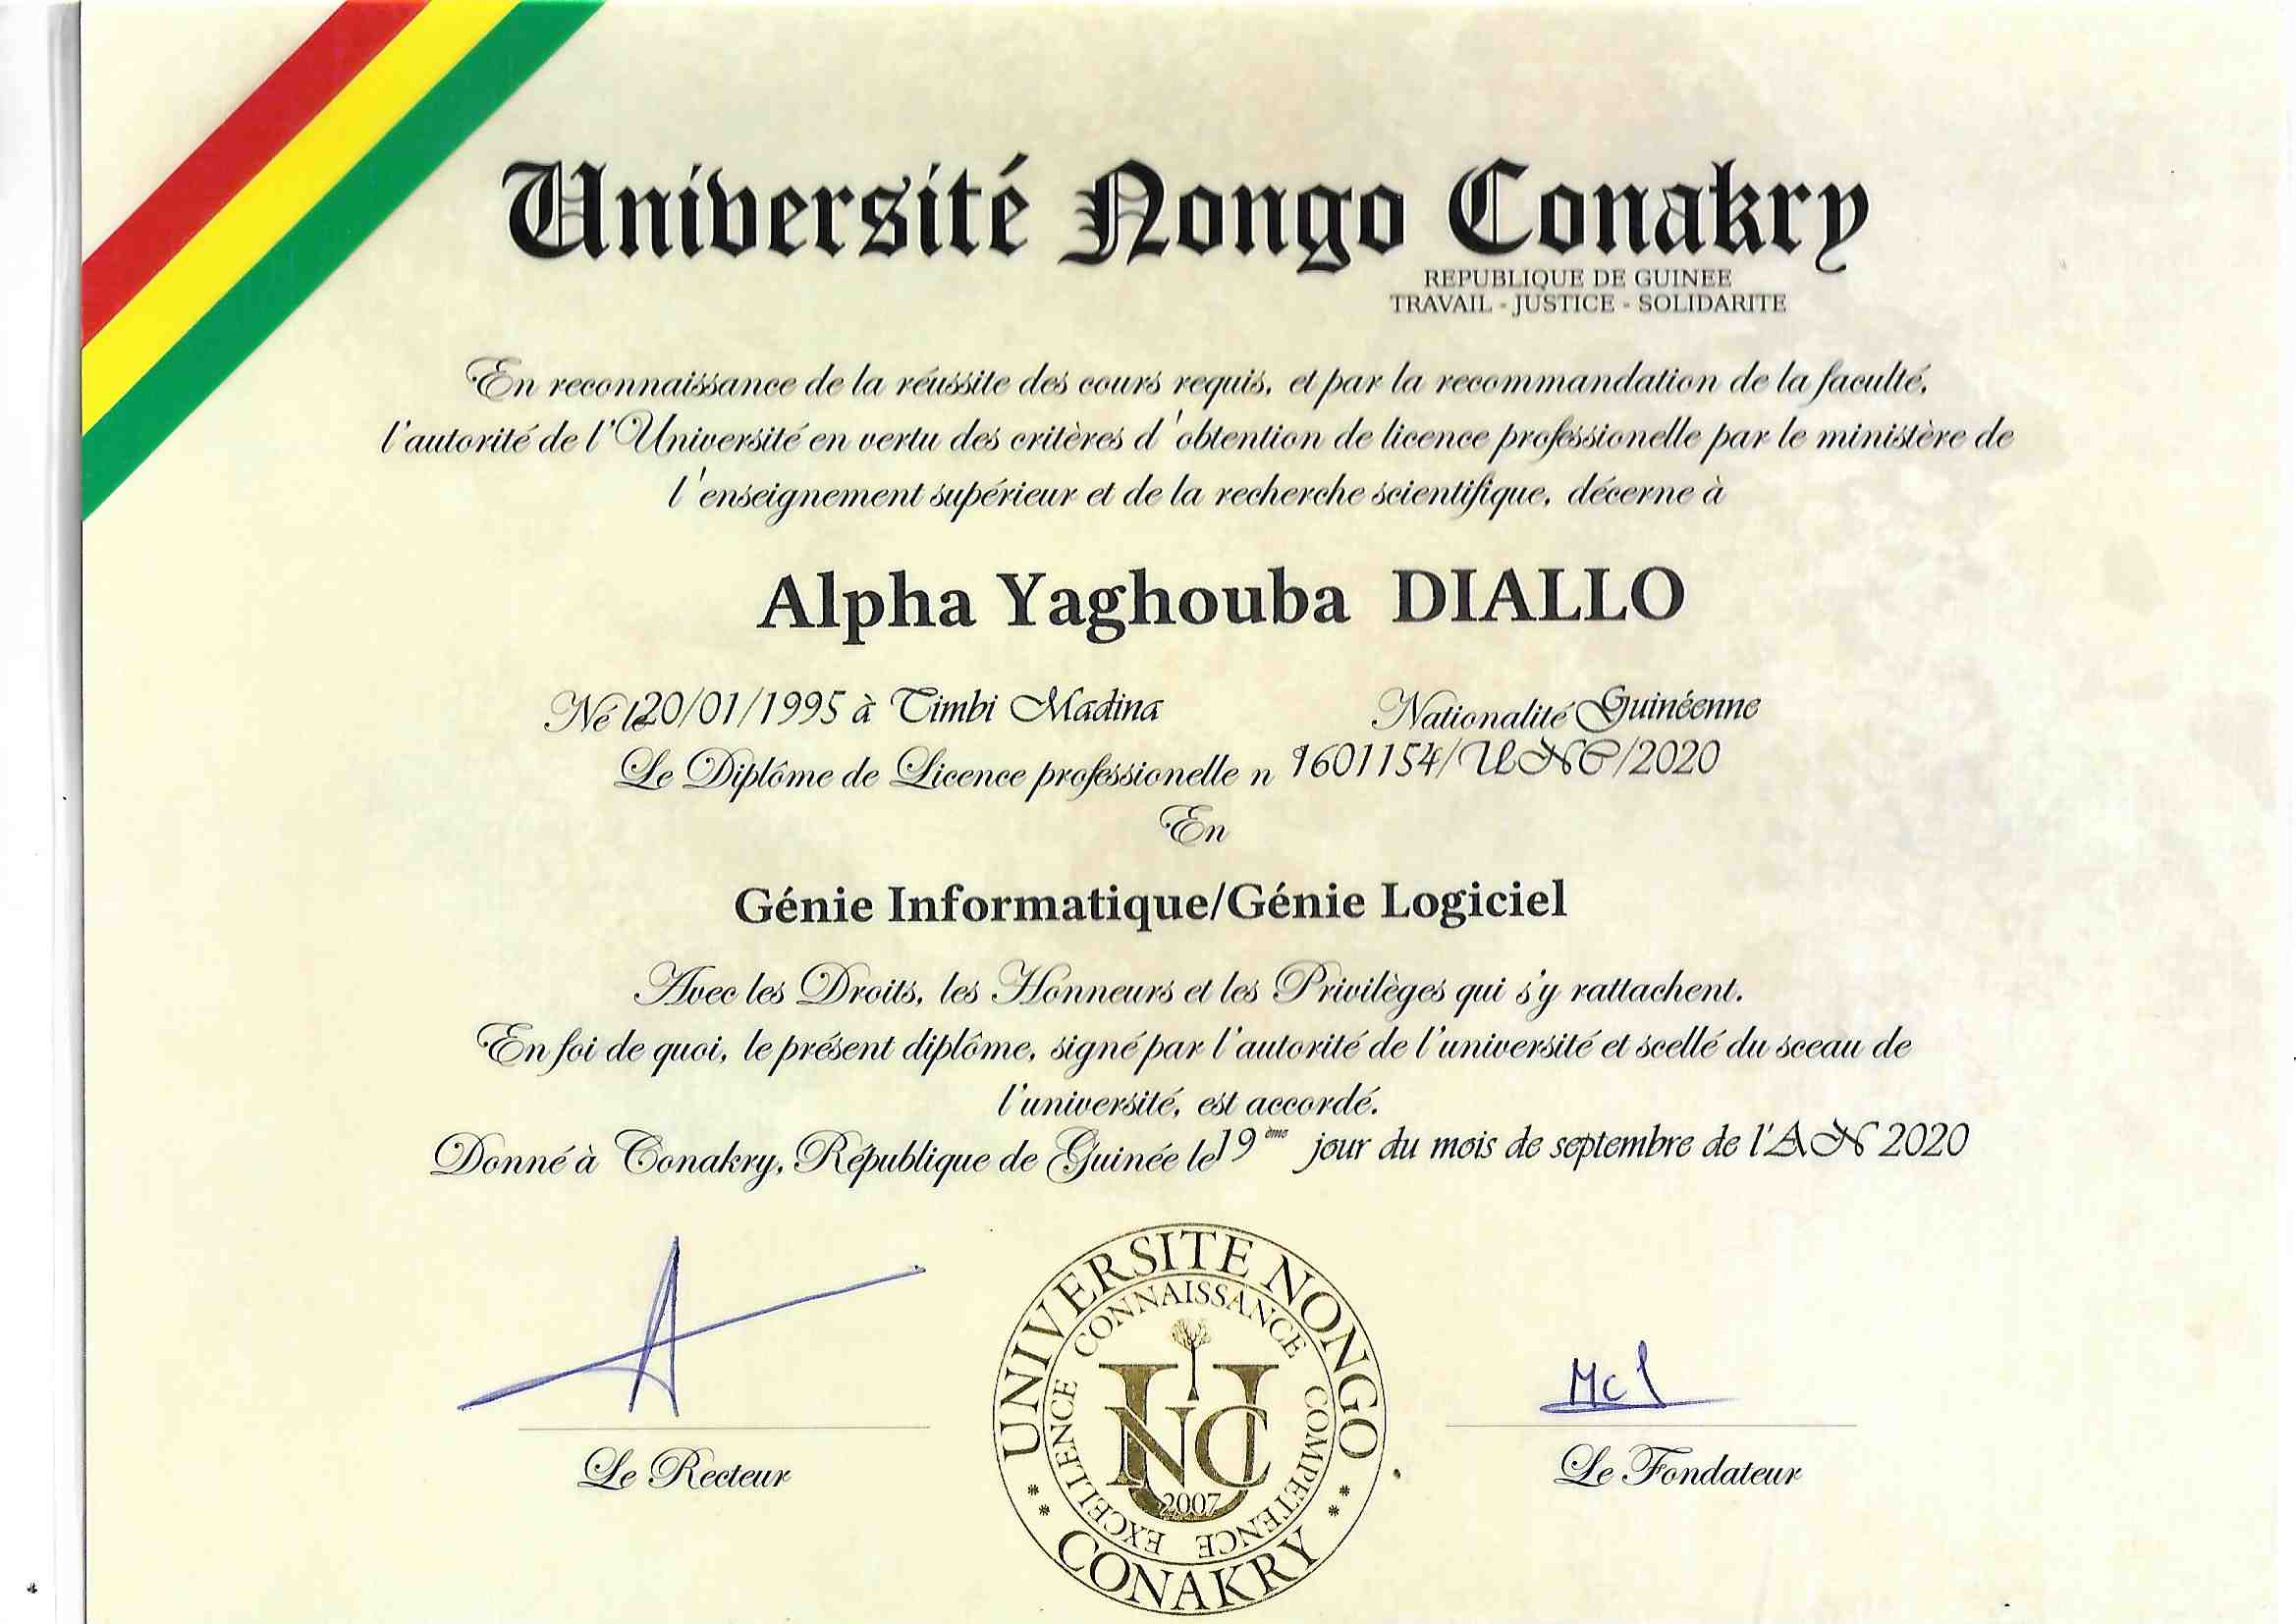 Université Nongo Conakry
REPUBLIQUE DE GUINEE
TRAVAIL - JUSTICE - SOLIDARITE
En reconnaissance de la réussite des cours requis, et par la recommandation de la faculté,
l'autorité de l'Université en vertu des critères d'obtention de licence professionelle par le ministère de
l'enseignement supérieur et de la recherche scientifique, décerne à
Alpha Yaghouba DIALLO
Né le 20/01/1995 à Timbi Madina Nationalité Guinéenne
Le Diplôme de Licence professionelle n 1601154/UNC/2020
En
Génie Informatique/Génie Logiciel
Avec les Droits, les Honneurs et les Privilèges qui s'y rattachent.
En foi de quoi, le présent diplôme, signé par l'autorité de l'université et scellé du sceau de
l'université, est accordé.
Donné à Conakry, République de Guinée le 19ème jour du mois de septembre de l'AN 2020
UNIVERSITE NONGO
CONNAISSANCE
EXCELLENCE
COMPETENCE
UNC
2007
CONAKRY
Le Recteur
Le Fondateur